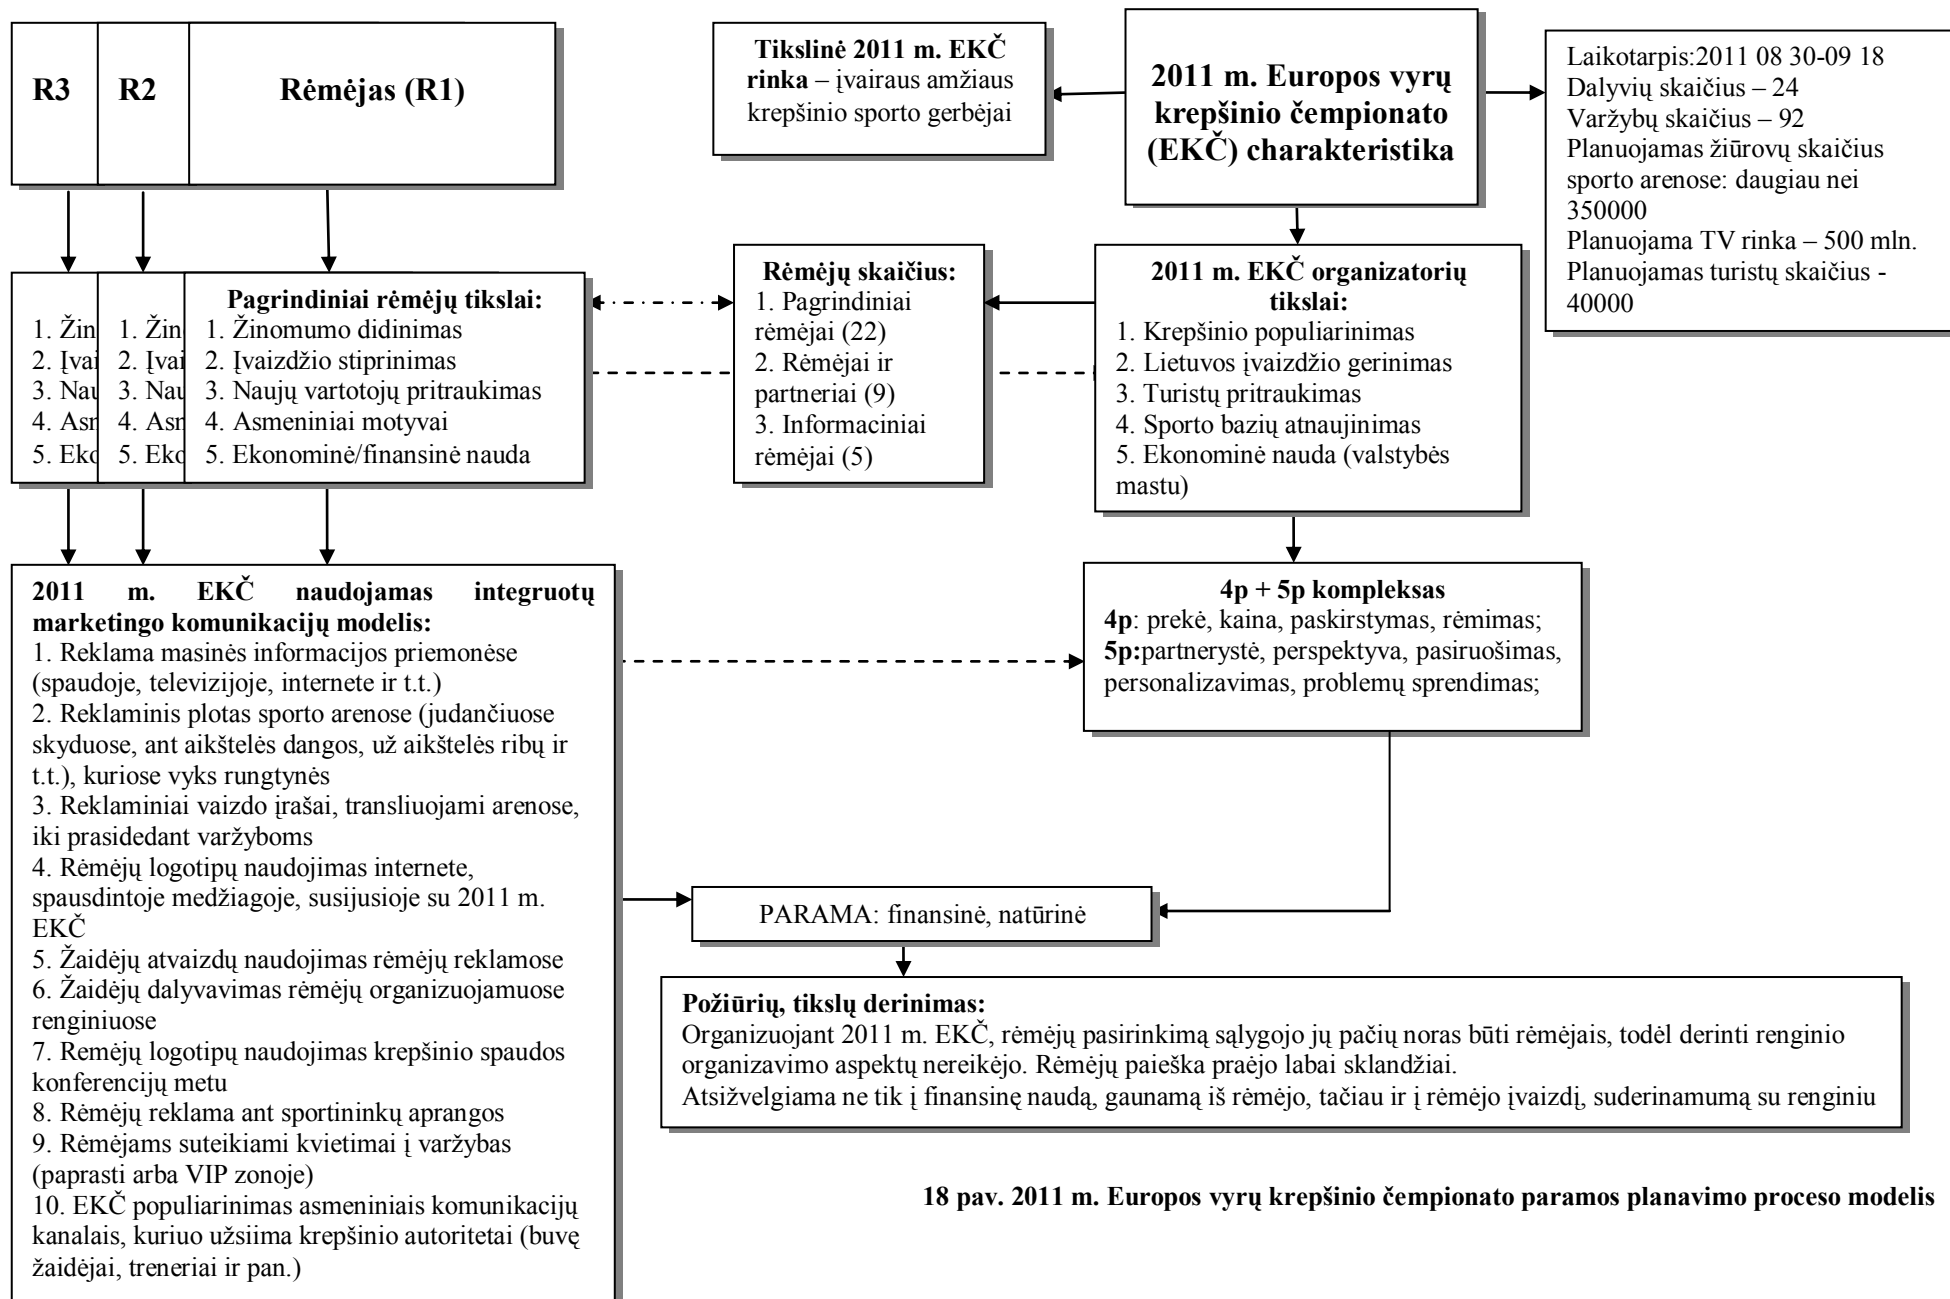 R3
R2
Rėmėjas (R1)
Tikslinė 2011 m. EKČ
rinka – įvairaus amžiaus
krepšinio sporto gerbėjai
2011 m. Europos vyrų
krepšinio čempionato
(EKČ) charakteristika
Laikotarpis:2011 08 30-09 18
Dalyvių skaičius – 24
Varžybų skaičius – 92
Planuojamas žiūrovų skaičius
sporto arenose: daugiau nei
350000
Planuojama TV rinka – 500 mln.
Planuojamas turistų skaičius -
40000
1. Žin
2. Įvai
3. Nau
4. Asm
5. Eko
1. Žino
2. Įvai
3. Nau
4. Asm
5. Eko
Pagrindiniai rėmėjų tikslai:
1. Žinomumo didinimas
2. Įvaizdžio stiprinimas
3. Naujų vartotojų pritraukimas
4. Asmeniniai motyvai
5. Ekonominė/finansinė nauda
Rėmėjų skaičius:
1. Pagrindiniai
rėmėjai (22)
2. Rėmėjai ir
partneriai (9)
3. Informaciniai
rėmėjai (5)
2011 m. EKČ organizatorių
tikslai:
1. Krepšinio populiarinimas
2. Lietuvos įvaizdžio gerinimas
3. Turistų pritraukimas
4. Sporto bazių atnaujinimas
5. Ekonominė nauda (valstybės
mastu)
2011 m. EKČ naudojamas integruotų
marketingo komunikacijų modelis:
1. Reklama masinės informacijos priemonėse
(spaudoje, televizijoje, internete ir t.t.)
2. Reklaminis plotas sporto arenose (judančiuose
skyduose, ant aikštelės dangos, už aikštelės ribų ir
t.t.), kuriose vyks rungtynės
3. Reklaminiai vaizdo įrašai, transliuojami arenose,
iki prasidedant varžyboms
4. Rėmėjų logotipų naudojimas internete,
spausdintoje medžiagoje, susijusioje su 2011 m.
EKČ
5. Žaidėjų atvaizdų naudojimas rėmėjų reklamose
6. Žaidėjų dalyvavimas rėmėjų organizuojamuose
renginiuose
7. Remėjų logotipų naudojimas krepšinio spaudos
konferencijų metu
8. Rėmėjų reklama ant sportininkų aprangos
9. Rėmėjams suteikiami kvietimai į varžybas
(paprasti arba VIP zonoje)
10. EKČ populiarinimas asmeniniais komunikacijų
kanalais, kuriuo užsiima krepšinio autoritetai (buvę
žaidėjai, treneriai ir pan.)
4p + 5p kompleksas
4p: prekė, kaina, paskirstymas, rėmimas;
5p:partnerystė, perspektyva, pasiruošimas,
personalizavimas, problemų sprendimas;
PARAMA: finansinė, natūrinė
Požiūrių, tikslų derinimas:
Organizuojant 2011 m. EKČ, rėmėjų pasirinkimą sąlygojo jų pačių noras būti rėmėjais, todėl derinti renginio
organizavimo aspektų nereikėjo. Rėmėjų paieška praėjo labai sklandžiai.
Atsižvelgiama ne tik į finansinę naudą, gaunamą iš rėmėjo, tačiau ir į rėmėjo įvaizdį, suderinamumą su renginiu
18 pav. 2011 m. Europos vyrų krepšinio čempionato paramos planavimo proceso modelis